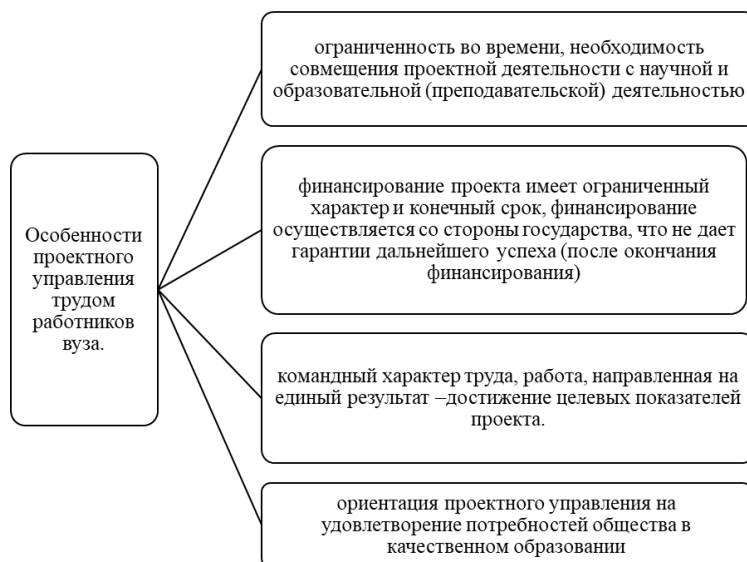 Особенности
проектного
управления
трудом
работников
вуза.
ограниченность во времени, необходимость
совмещения проектной деятельности с научной и
образовательной (преподавательской) деятельностью
финансирование проекта имеет ограниченный
характер и конечный срок, финансирование
осуществляется со стороны государства, что не дает
гарантии дальнейшего успеха (после окончания
финансирования)
командный характер труда, работа, направленная на
единый результат –достижение целевых показателей
проекта.
ориентация проектного управления на
удовлетворение потребностей общества в
качественном образовании